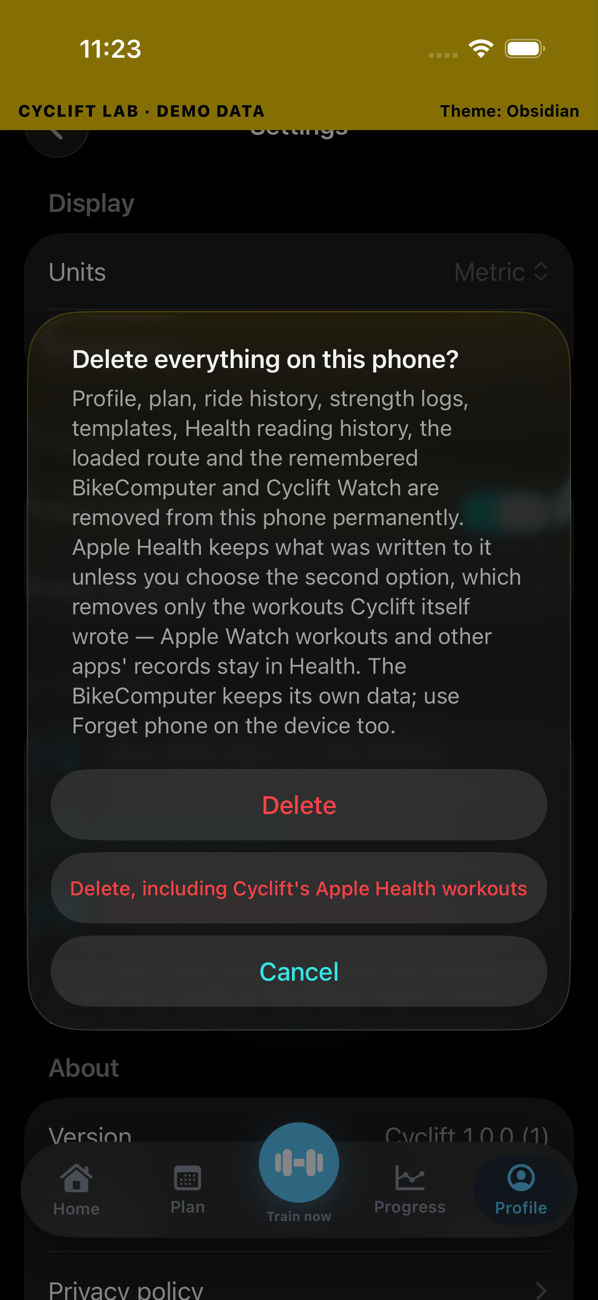 11:23
CYCLIFT LAB · DEMO DATA
Theme: Obsidian
Settings
Display
Units
Metric
Delete everything on this phone?
Profile, plan, ride history, strength logs,
templates, Health reading history, the
loaded route and the remembered
BikeComputer and Cyclift Watch are
removed from this phone permanently.
Apple Health keeps what was written to it
unless you choose the second option, which
removes only the workouts Cyclift itself
wrote — Apple Watch workouts and other
apps' records stay in Health. The
BikeComputer keeps its own data; use
Forget phone on the device too.
Delete
Delete, including Cyclift's Apple Health workouts
Cancel
About
Version
Cyclift 1.0.0 (1)
Home
Plan
Train now
Progress
Profile
Privacy policy